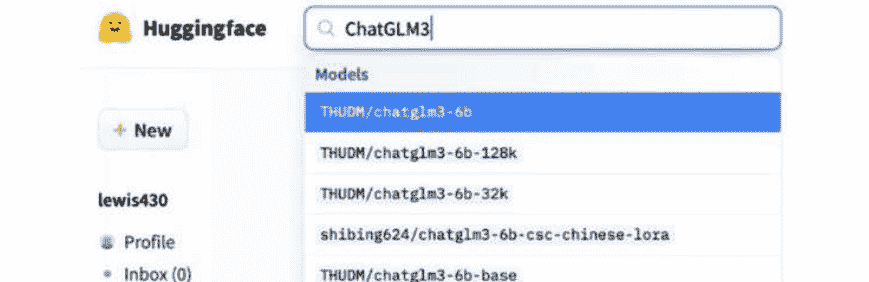 Huggingface
ChatGLM3
Models
THUDM/chatglm3-6b
+ New
THUDM/chatglm3-6b-128k
lewis430
THUDM/chatglm3-6b-32k
Profile
shibing624/chatglm3-6b-csc-chinese-lora
Inbox (0)
THUDM/chatglm3-6b-base